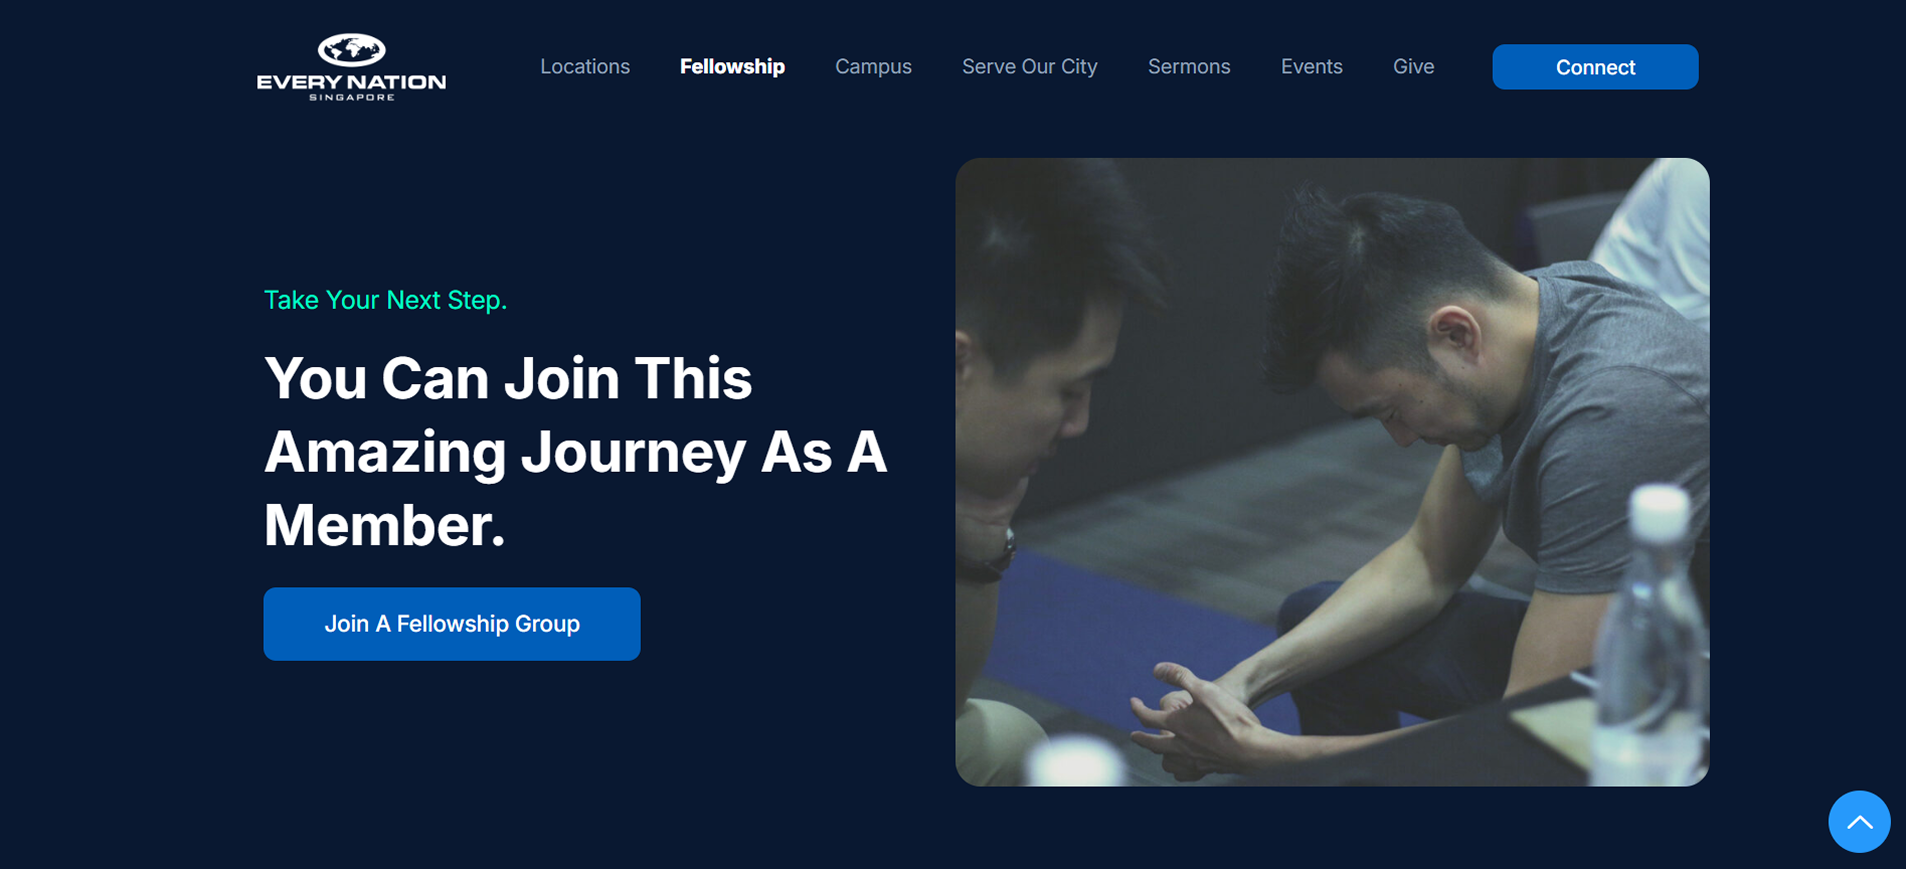 EVERY NATION
SINGAPORE
Locations
Fellowship
Campus
Serve Our City
Sermons
Events
Give
Connect
Take Your Next Step.
You Can Join This
Amazing Journey As A
Member.
Join A Fellowship Group